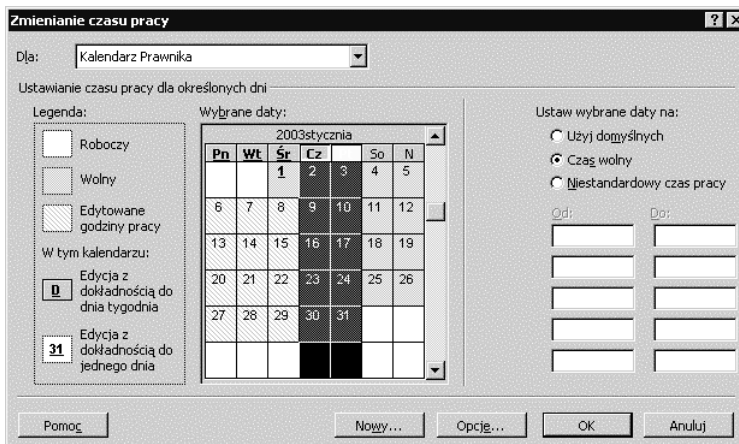 Zmienianie czasu pracy
Dla: Kalendarz Prawnika
Ustawianie czasu pracy dla określonych dni
Legenda:
Roboczy
Wolny
Edytowane
godziny pracy
W tym kalendarzu:
D Edycja z
dokładnością do
dnia tygodnia
31 Edycja z
dokładnością do
jednego dnia
Wybrane daty:
2003stycznia
Pn Wt Śr Cz So N
1 2 3 4 5
6 7 8 9 10 11 12
13 14 15 16 17 18 19
20 21 22 23 24 25 26
27 28 29 30 31
Ustaw wybrane daty na:
Użyj domyślnych
Czas wolny
Niestandardowy czas pracy
Od: Do:
Pomoc Nowy... Opcje... OK Anuluj